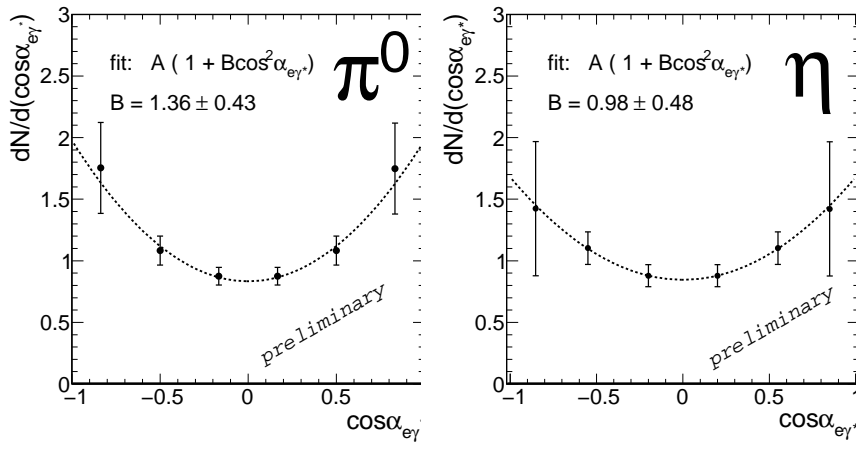 dN/d(cosα_eγ*)
3
2.5
2
1.5
1
0.5
0
fit: A ( 1 + Bcos²α_eγ*)
B = 1.36 ± 0.43
π⁰
preliminary
−1 −0.5 0 0.5
cosα_eγ
dN/d(cosα_eγ*)
3
2.5
2
1.5
1
0.5
0
fit: A ( 1 + Bcos²α_eγ*)
B = 0.98 ± 0.48
η
preliminary
−1 −0.5 0 0.5
cosα_eγ*